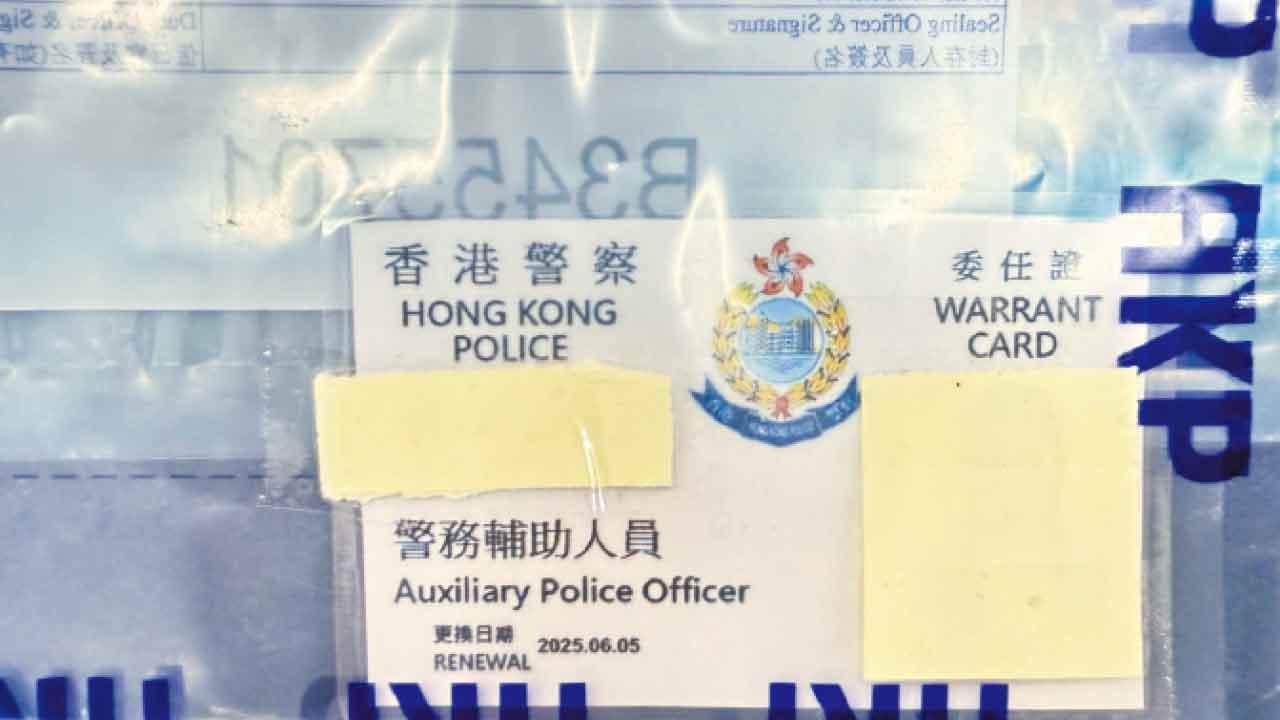 Sealing Officer & Signature
(封存人員及簽名)
香港警察
HONG KONG
POLICE
委任證
WARRANT
CARD
警務輔助人員
Auxiliary Police Officer
更換日期
RENEWAL 2025.06.05
HKP